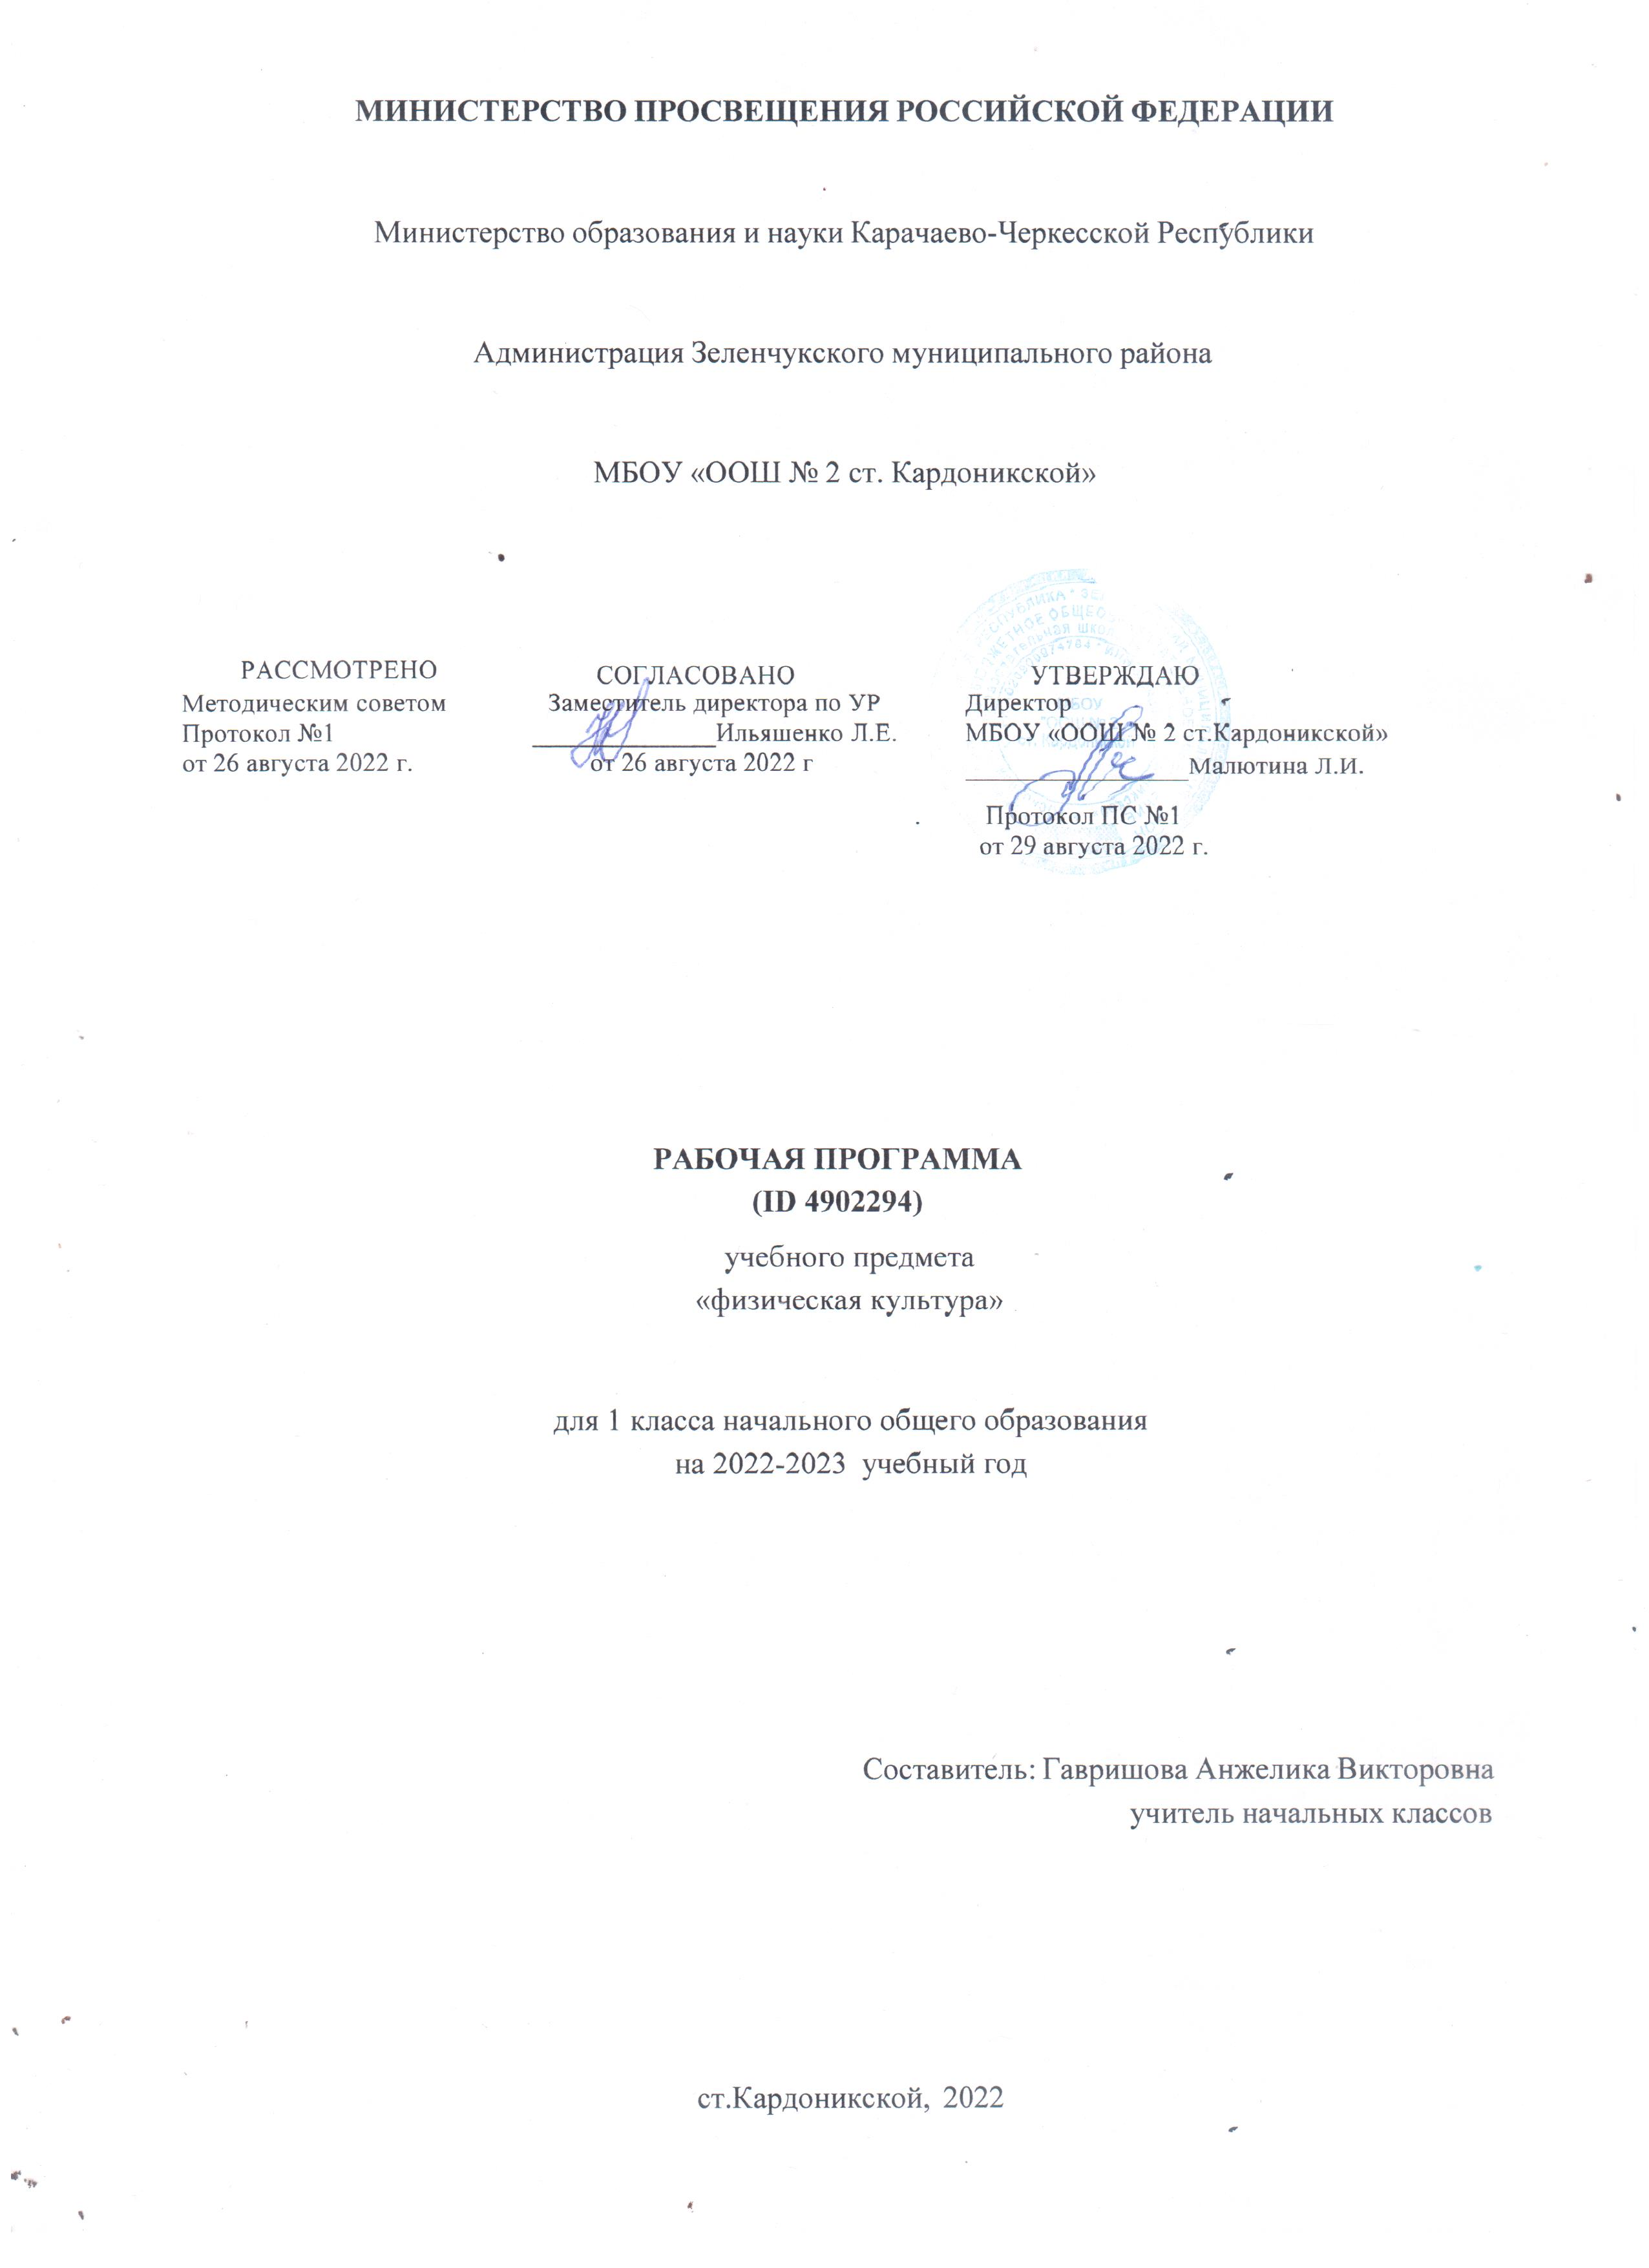 МИНИСТЕРСТВО ПРОСВЕЩЕНИЯ РОССИЙСКОЙ ФЕДЕРАЦИИ
Министерство образования и науки Карачаево-Черкесской Республики
Администрация Зеленчукского муниципального района
МБОУ «ООШ № 2 ст. Кардоникской»
РАССМОТРЕНО
Методическим советом
Протокол №1
от 26 августа 2022 г.
СОГЛАСОВАНО
Заместитель директора по УР
______________Ильяшенко Л.Е.
от 26 августа 2022 г
УТВЕРЖДАЮ
Директор
МБОУ «ООШ № 2 ст.Кардоникской»
_________________Малютина Л.И.
Протокол ПС №1
от 29 августа 2022 г.
РАБОЧАЯ ПРОГРАММА
(ID 4902294)
учебного предмета
«физическая культура»
для 1 класса начального общего образования
на 2022-2023 учебный год
Составитель: Гавришова Анжелика Викторовна
учитель начальных классов
ст.Кардоникской, 2022